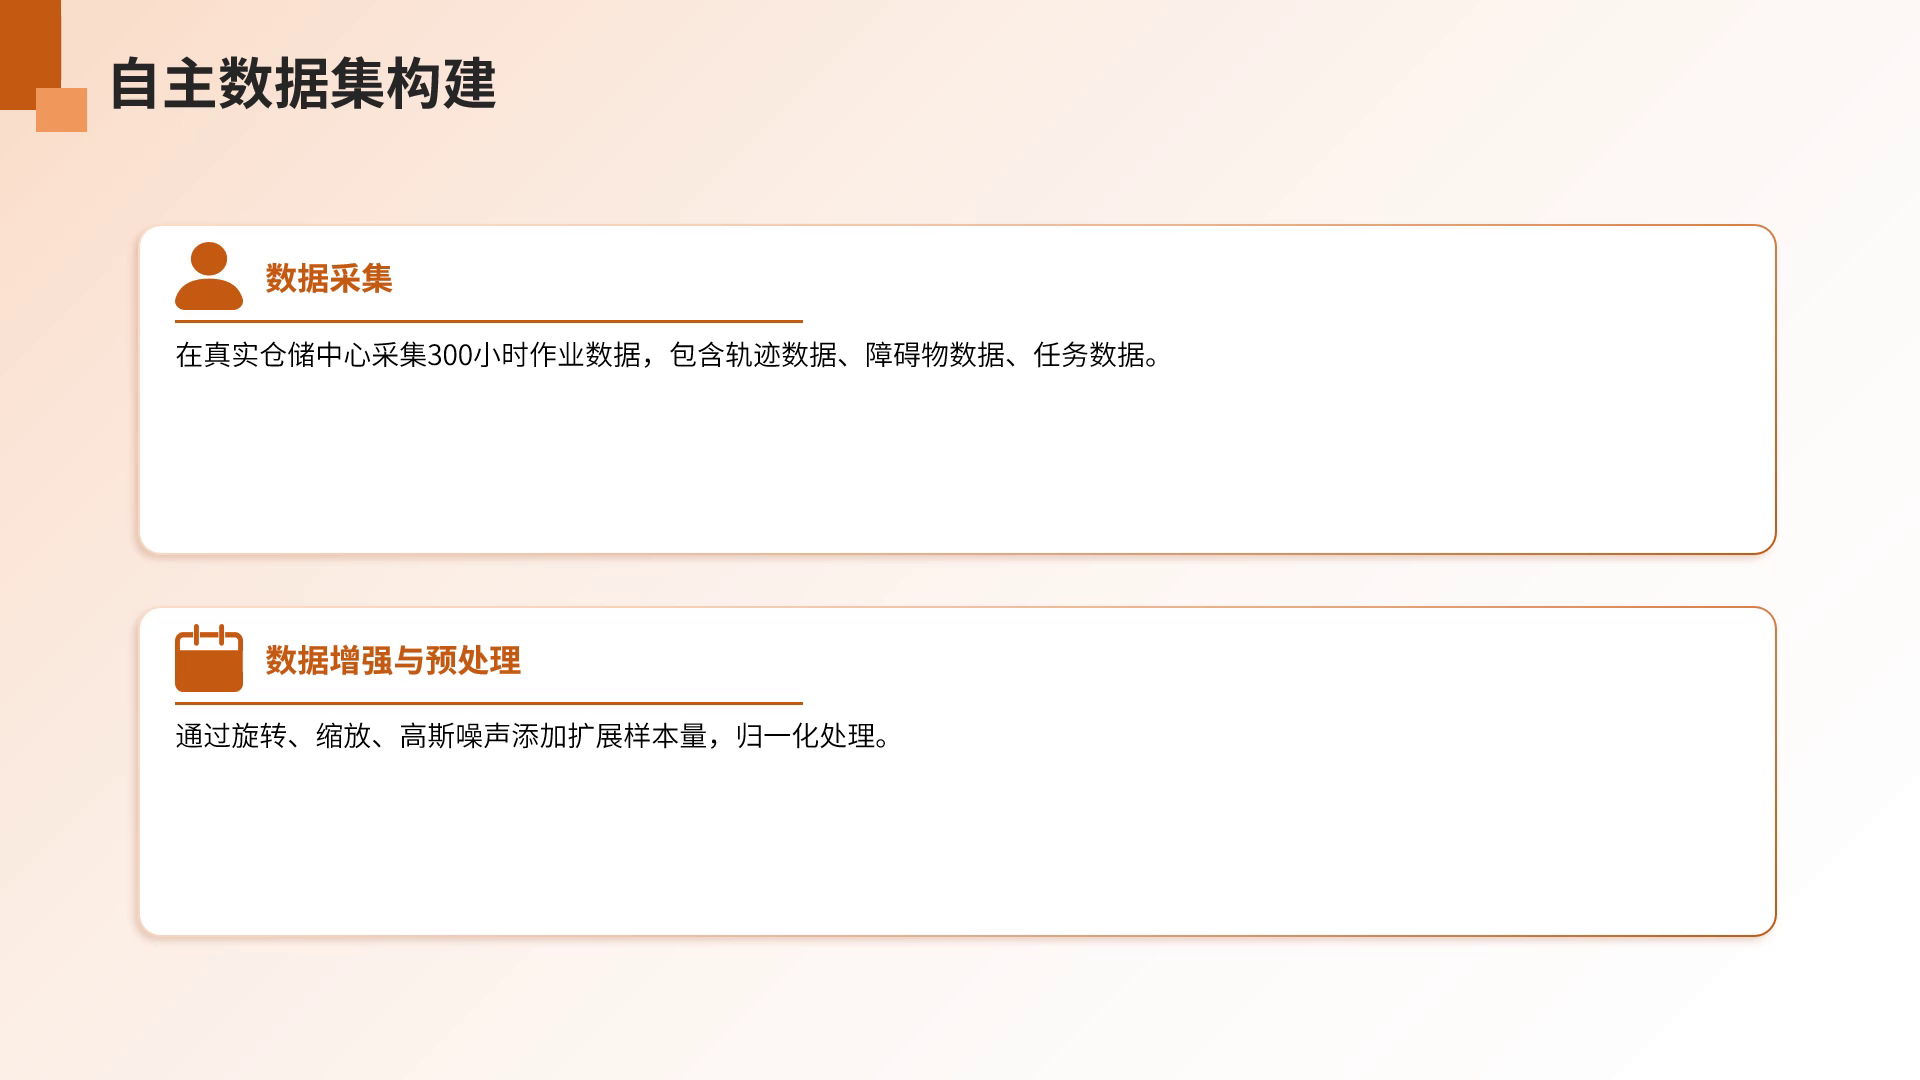 自主数据集构建
数据采集
在真实仓储中心采集300小时作业数据，包含轨迹数据、障碍物数据、任务数据。
数据增强与预处理
通过旋转、缩放、高斯噪声添加扩展样本量，归一化处理。